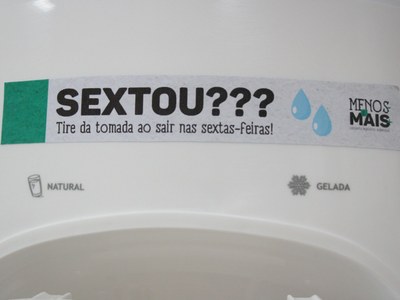 SEXTOU???
Tire da tomada ao sair nas sextas-feiras!
MENOS
MAIS
NATURAL
GELADA